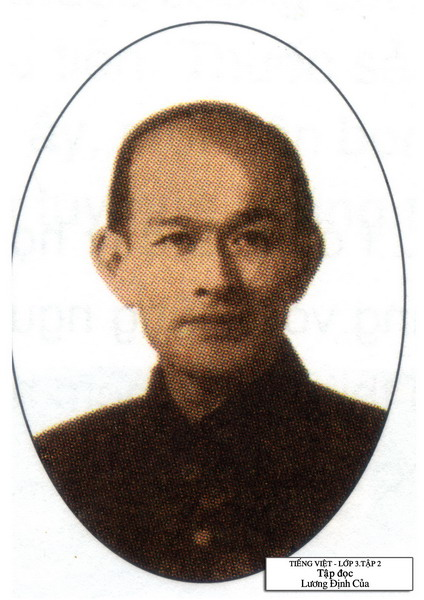 TIẾNG VIỆT - LỚP 3.TẬP 2
Tập đọc
Lương Định Của